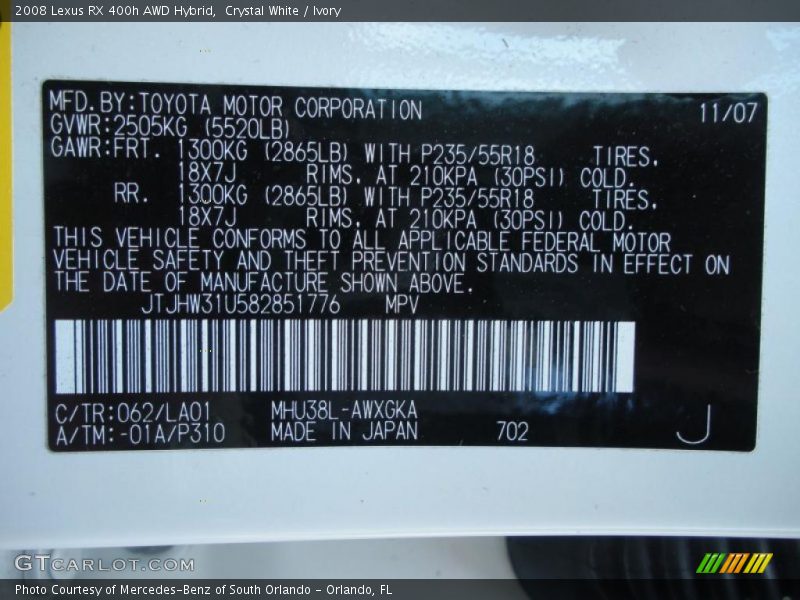 2008 Lexus RX 400h AWD Hybrid,  Crystal White / Ivory
MFD. BY: TOYOTA MOTOR CORPORATION 11/07
GVWR: 2505KG (5520LB)
GAWR: FRT. 1300KG (2865LB) WITH P235/55R18 TIRES,
18X7J RIMS, AT 210KPA (30PSI) COLD.
RR. 1300KG (2865LB) WITH P235/55R18 TIRES,
18X7J RIMS, AT 210KPA (30PSI) COLD.
THIS VEHICLE CONFORMS TO ALL APPLICABLE FEDERAL MOTOR
VEHICLE SAFETY AND THEFT PREVENTION STANDARDS IN EFFECT ON
THE DATE OF MANUFACTURE SHOWN ABOVE.
JTJHW31U582851776 MPV
C/TR: 062/LA01 MHU38L-AWXGKA
A/TM: -01A/P310 MADE IN JAPAN 702 J
GTCARLOT.COM
Photo Courtesy of Mercedes-Benz of South Orlando - Orlando, FL